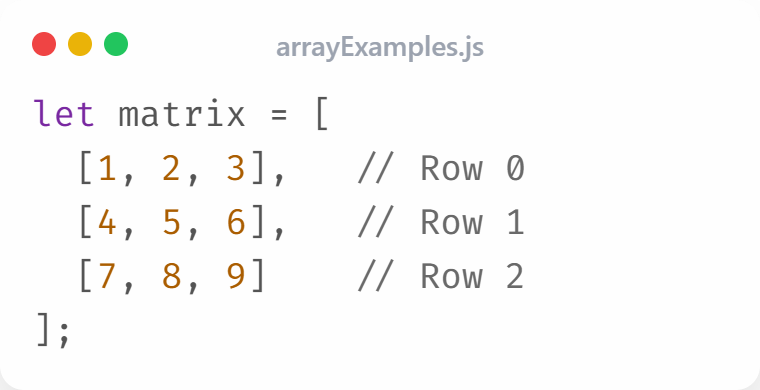 arrayExamples.js
let matrix = [
  [1, 2, 3],   // Row 0
  [4, 5, 6],   // Row 1
  [7, 8, 9]    // Row 2
];